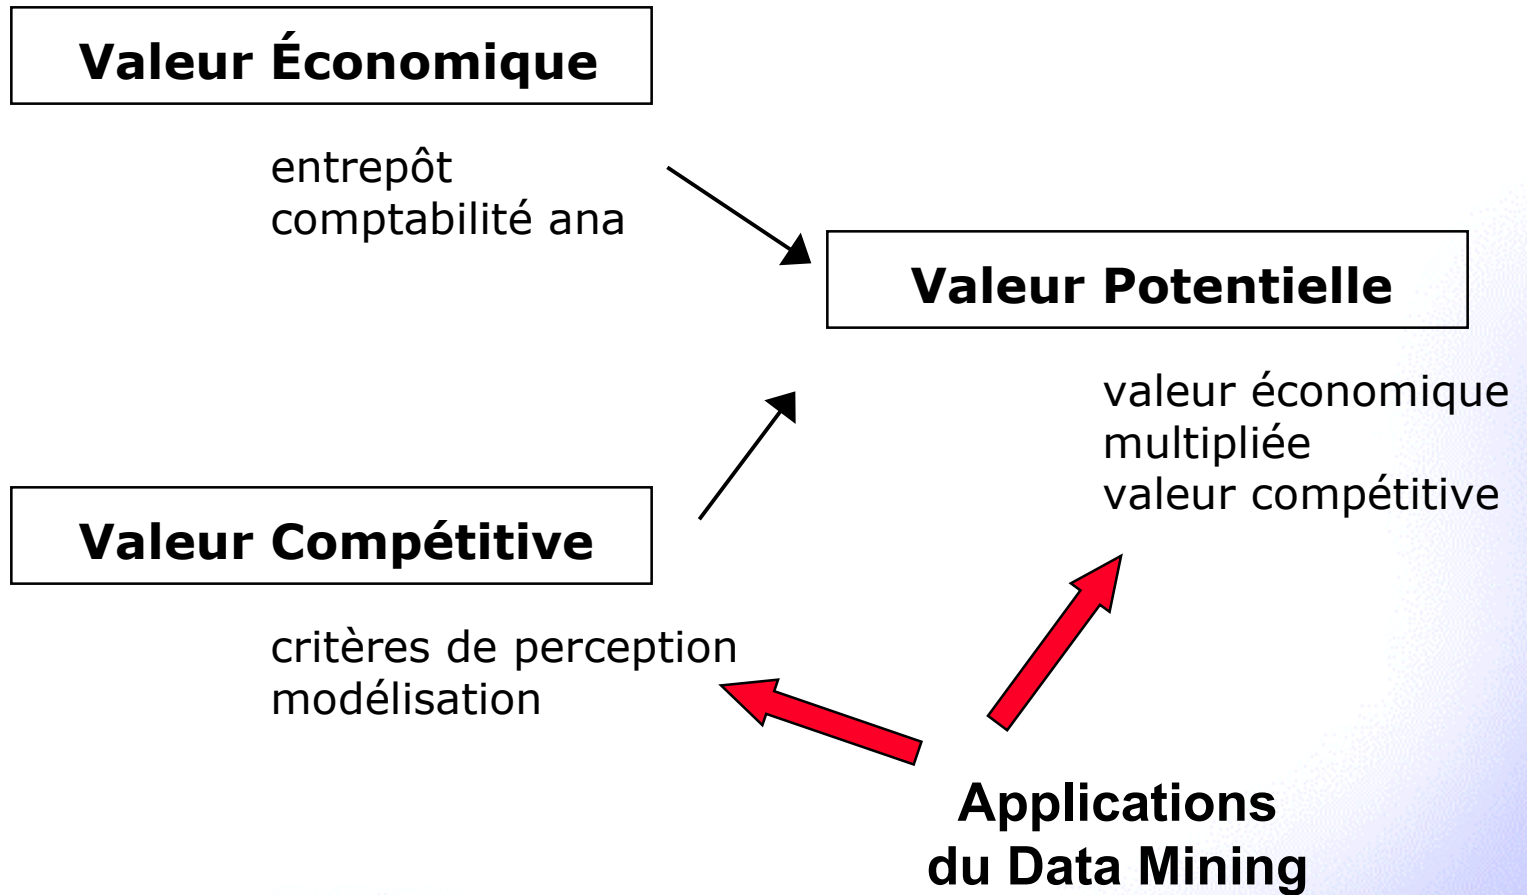 Valeur Économique
entrepôt
comptabilité ana
Valeur Potentielle
valeur économique
multipliée
valeur compétitive
Valeur Compétitive
critères de perception
modélisation
Applications
du Data Mining